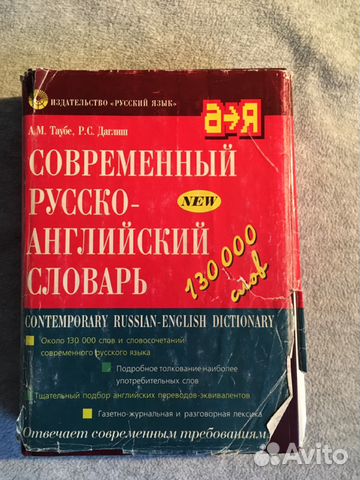 ИЗДАТЕЛЬСТВО «РУССКИЙ ЯЗЫК»
а→Я
А.М. Таубе, Р.С. Даглиш
СОВРЕМЕННЫЙ
РУССКО-
NEW
АНГЛИЙСКИЙ
СЛОВАРЬ
130 000
слов
CONTEMPORARY RUSSIAN-ENGLISH DICTIONARY
Около 130 000 слов и словосочетаний
современного русского языка
Подробное толкование наиболее
употребительных слов
Тщательный подбор английских переводов-эквивалентов
Газетно-журнальная и разговорная лексика
Отвечает современным требованиям
Avito